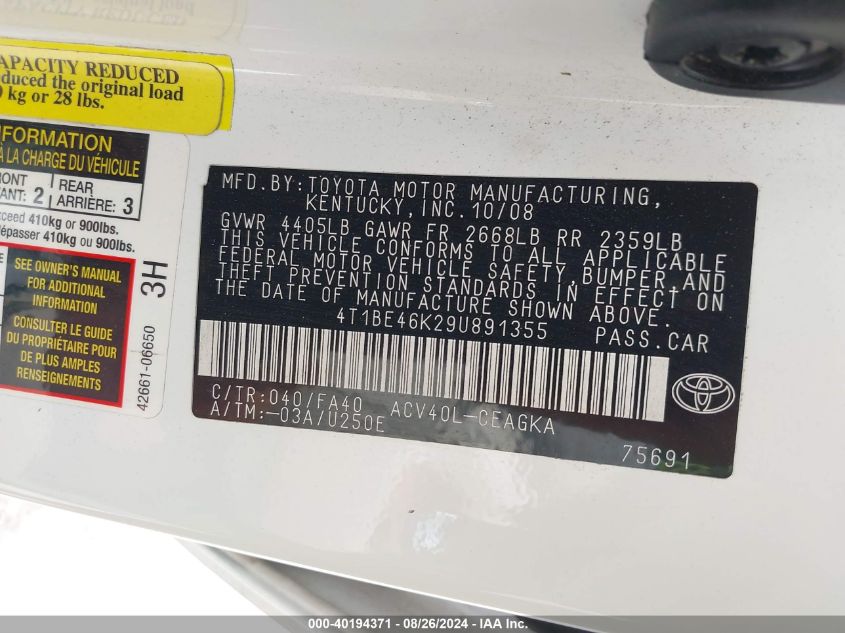 APACITY REDUCED
duced the original load
kg or 28 lbs.
INFORMATION
À LA CHARGE DU VÉHICULE
RONT
ANT: 2
REAR
ARRIÈRE: 3
xceed 410kg or 900lbs.
dépasser 410kg ou 900lbs.
SEE OWNER'S MANUAL
FOR ADDITIONAL
INFORMATION
CONSULTER LE GUIDE
DU PROPRIÉTAIRE POUR
DE PLUS AMPLES
RENSEIGNEMENTS
3H
42661-06650
MFD.BY:TOYOTA MOTOR MANUFACTURING,
KENTUCKY,INC.10/08
GVWR 4405LB GAWR FR 2668LB RR 2359LB
THIS VEHICLE CONFORMS TO ALL APPLICABLE
FEDERAL MOTOR VEHICLE SAFETY,BUMPER,AND
THEFT PREVENTION STANDARDS IN EFFECT ON
THE DATE OF MANUFACTURE SHOWN ABOVE.
4T1BE46K29U891355 PASS.CAR
C/TR:040/FA40 ACV40L-CEAGKA
A/TM:-03A/U250E
75691
TOYOTA
000-40194371 - 08/26/2024 - IAA Inc.